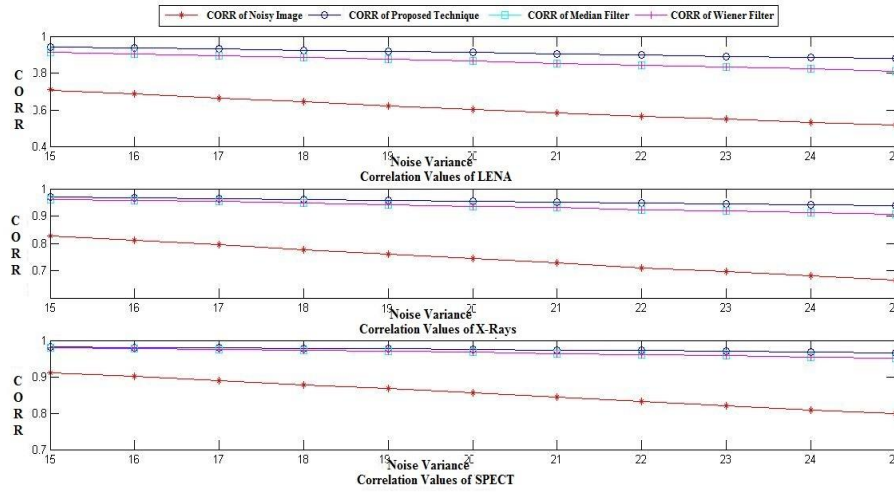 CORR of Noisy Image CORR of Proposed Technique CORR of Median Filter CORR of Wiener Filter
1
0.8
0.6
0.4
C
O
R
R
15 16 17 18 19 20 21 22 23 24
Noise Variance
Correlation Values of LENA
1
0.9
0.8
0.7
C
O
R
R
15 16 17 18 19 20 21 22 23 24
Noise Variance
Correlation Values of X-Rays
1
0.9
0.8
0.7
C
O
R
R
15 16 17 18 19 20 21 22 23 24
Noise Variance
Correlation Values of SPECT